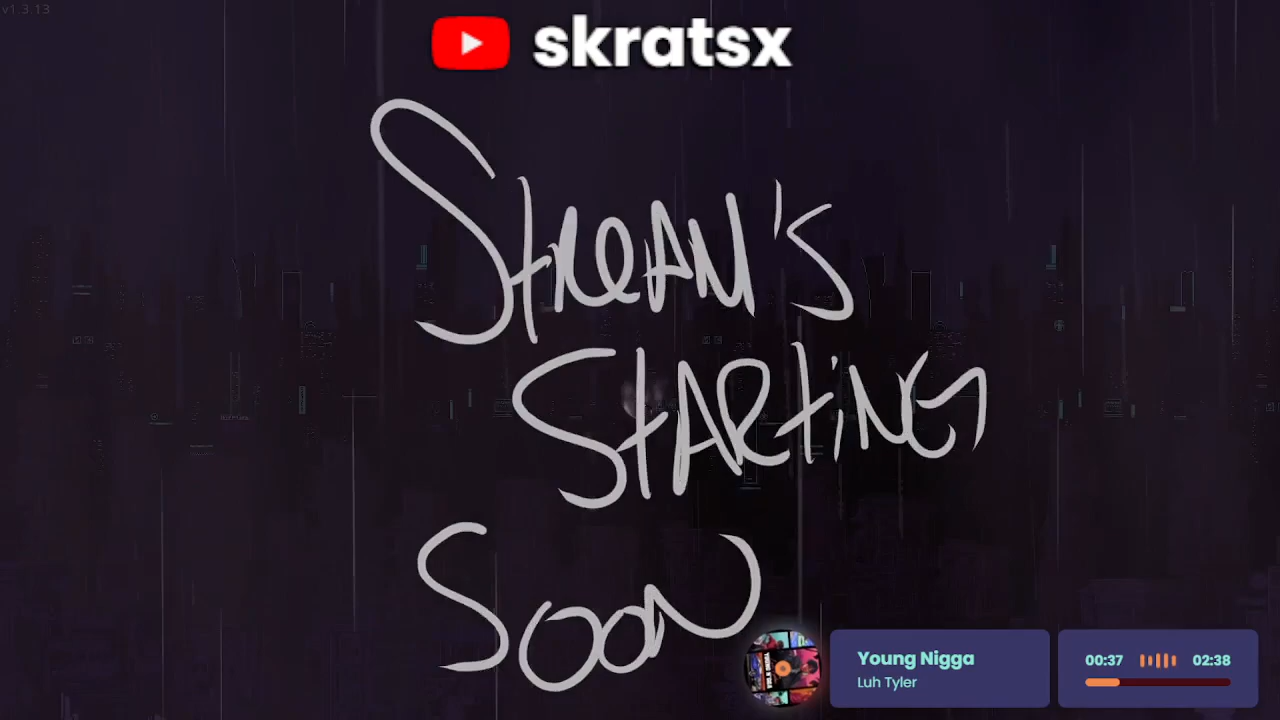 v1.3.13
skratsx
STREAM'S
STARTING
SOON
Young Nigga
Luh Tyler
00:37 02:38